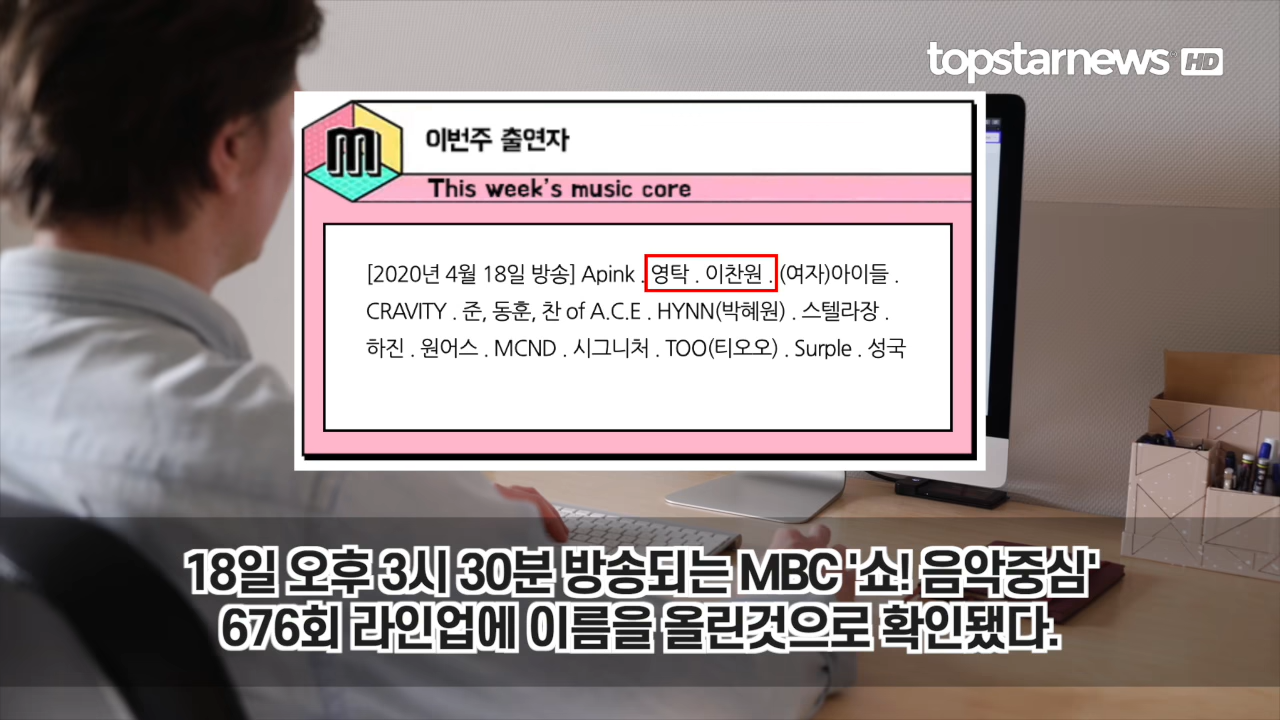 topstarnews HD
M
이번주 출연자
This week's music core
[2020년 4월 18일 방송] Apink . 영탁 . 이찬원 . (여자)아이들 .
CRAVITY . 준, 동훈, 찬 of A.C.E . HYNN(박혜원) . 스텔라장 .
하진 . 원어스 . MCND . 시그니처 . TOO(티오오) . Surple . 성국
18일 오후 3시 30분 방송되는 MBC '쇼! 음악중심'
676회 라인업에 이름을 올린것으로 확인됐다.